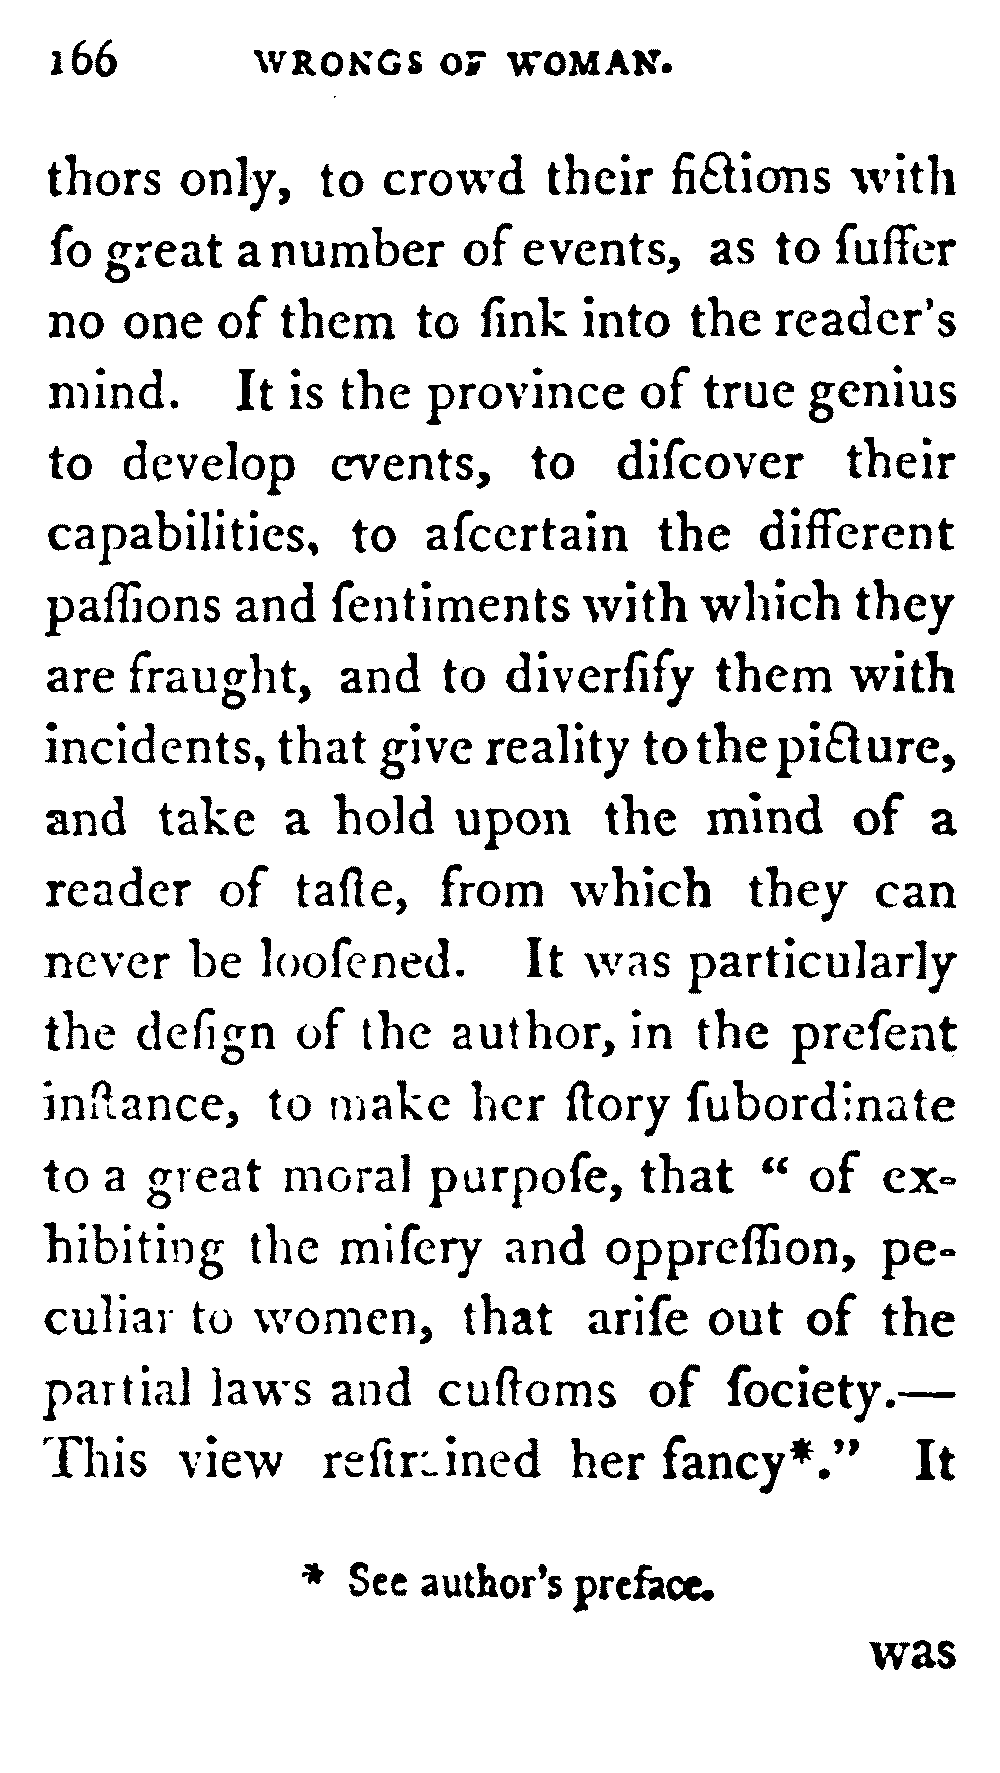 166 WRONGS OF WOMAN.
thors only, to crowd their fictions with
ſo great a number of events, as to ſuffer
no one of them to ſink into the reader's
mind. It is the province of true genius
to develop events, to diſcover their
capabilities, to aſcertain the different
paſſions and ſentiments with which they
are fraught, and to diverſify them with
incidents, that give reality to the picture,
and take a hold upon the mind of a
reader of taſte, from which they can
never be looſened. It was particularly
the deſign of the author, in the preſent
inſtance, to make her ſtory ſubordinate
to a great moral purpoſe, that “ of ex-
hibiting the miſery and oppreſſion, pe-
culiar to women, that ariſe out of the
partial laws and cuſtoms of ſociety.—
This view reſtrained her fancy*.” It
* See author's preface.
was